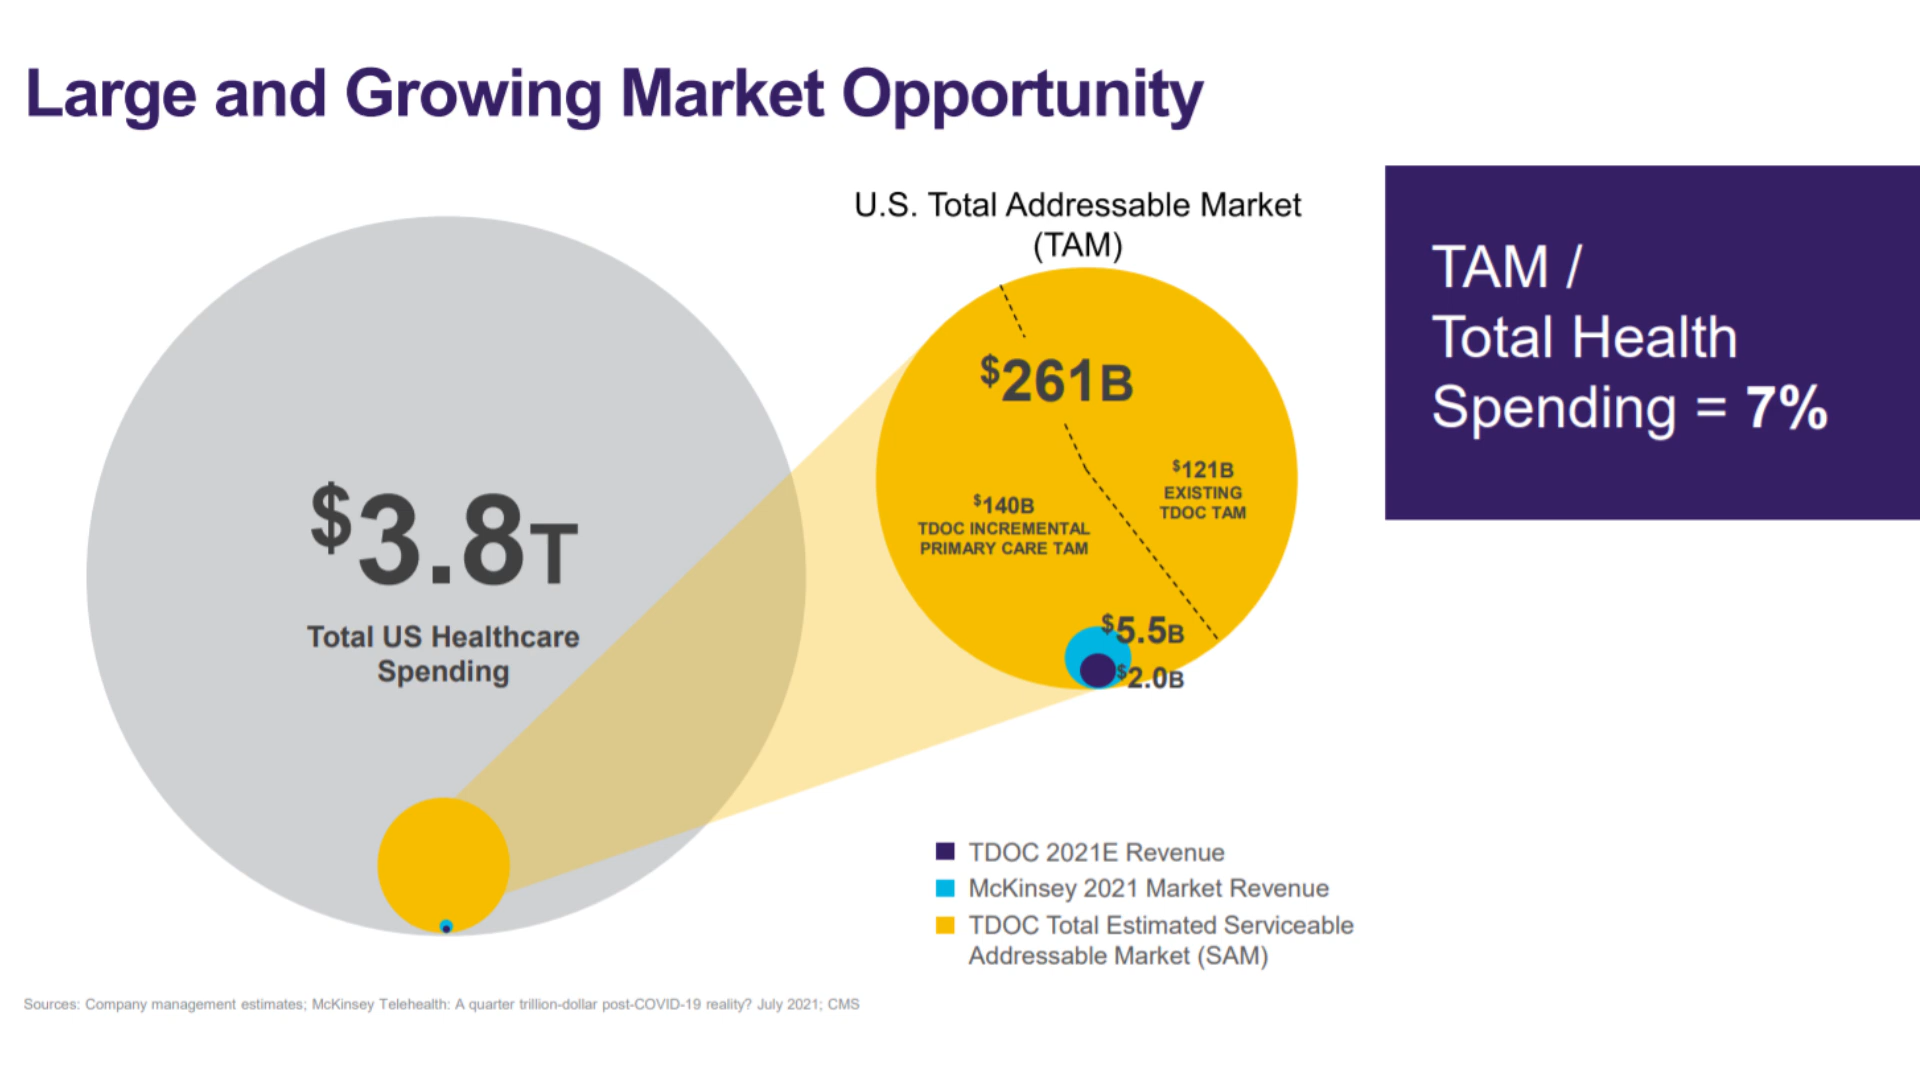 Large and Growing Market Opportunity
U.S. Total Addressable Market
(TAM)
TAM /
Total Health
Spending = 7%
$261B
$121B
EXISTING
TDOC TAM
$140B
TDOC INCREMENTAL
PRIMARY CARE TAM
$3.8T
Total US Healthcare
Spending
$5.5B
$2.0B
TDOC 2021E Revenue
McKinsey 2021 Market Revenue
TDOC Total Estimated Serviceable
Addressable Market (SAM)
Sources: Company management estimates; McKinsey Telehealth: A quarter trillion-dollar post-COVID-19 reality? July 2021; CMS